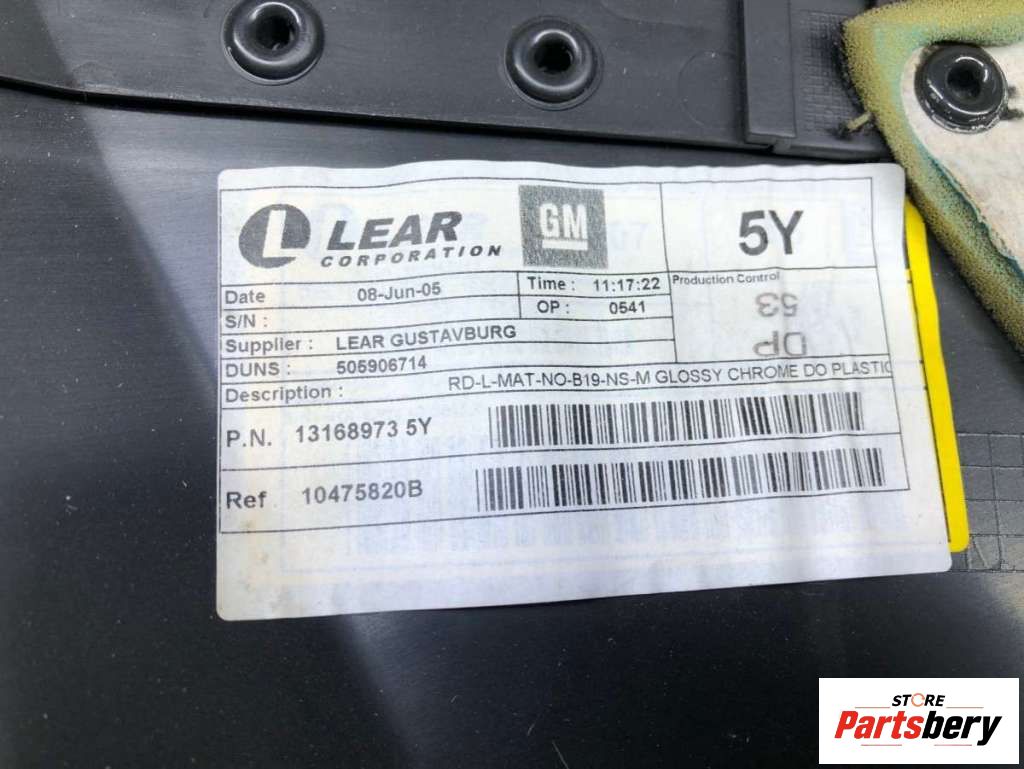 LEAR
CORPORATION
GM
5Y
Date 08-Jun-05
Time : 11:17:22
Production Control
S/N :
OP : 0541
53
DP
Supplier : LEAR GUSTAVBURG
DUNS : 505906714
Description : RD-L-MAT-NO-B19-NS-M GLOSSY CHROME DO PLASTIC
P.N. 13168973 5Y
Ref 10475820B
STORE
Partsbery